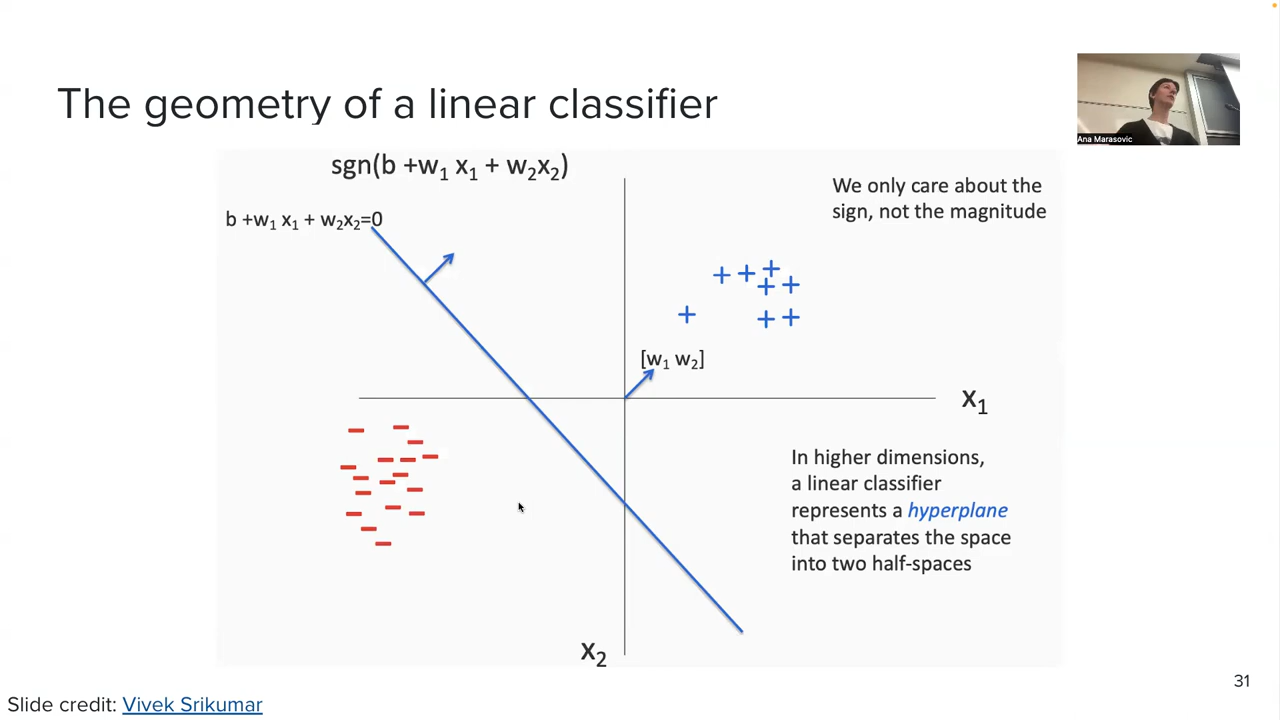 The geometry of a linear classifier
Ana Marasovic
sgn(b +w₁ x₁ + w₂x₂)
b +w₁ x₁ + w₂x₂=0
We only care about the
sign, not the magnitude
[w₁ w₂]
x₁
In higher dimensions,
a linear classifier
represents a hyperplane
that separates the space
into two half-spaces
x₂
31
Slide credit: Vivek Srikumar